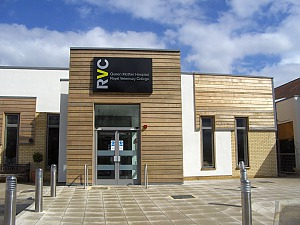 RVC
Queen Mother Hospital
Royal Veterinary College